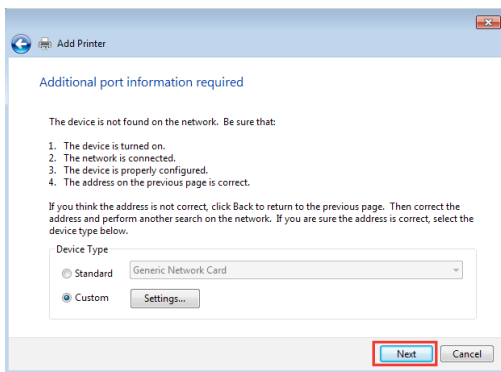 Add Printer
Additional port information required
The device is not found on the network. Be sure that:
1. The device is turned on.
2. The network is connected.
3. The device is properly configured.
4. The address on the previous page is correct.
If you think the address is not correct, click Back to return to the previous page. Then correct the
address and perform another search on the network. If you are sure the address is correct, select the
device type below.
Device Type
Standard Generic Network Card
Custom Settings...
Next Cancel